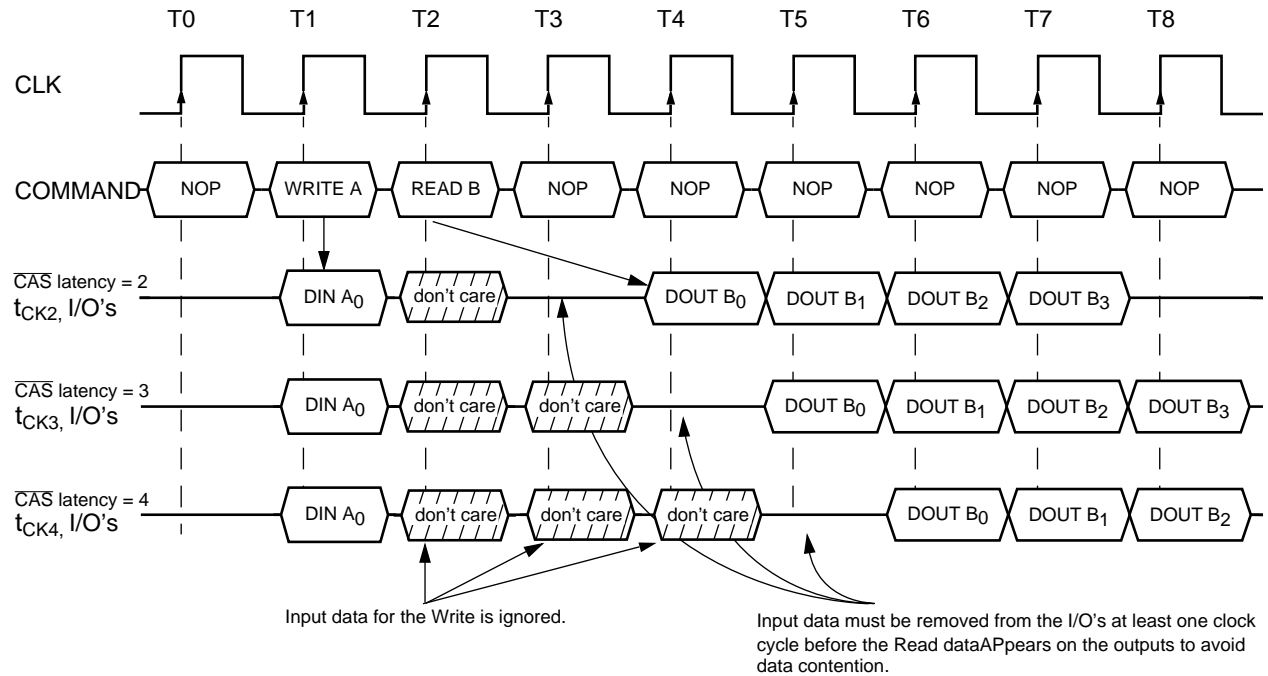 T0 T1 T2 T3 T4 T5 T6 T7 T8
CLK
COMMAND NOP WRITE A READ B NOP NOP NOP NOP NOP NOP
CAS latency = 2
tCK2, I/O's DIN A0 don't care DOUT B0 DOUT B1 DOUT B2 DOUT B3
CAS latency = 3
tCK3, I/O's DIN A0 don't care don't care DOUT B0 DOUT B1 DOUT B2 DOUT B3
CAS latency = 4
tCK4, I/O's DIN A0 don't care don't care don't care DOUT B0 DOUT B1 DOUT B2
Input data for the Write is ignored.
Input data must be removed from the I/O's at least one clock
cycle before the Read dataAPpears on the outputs to avoid
data contention.